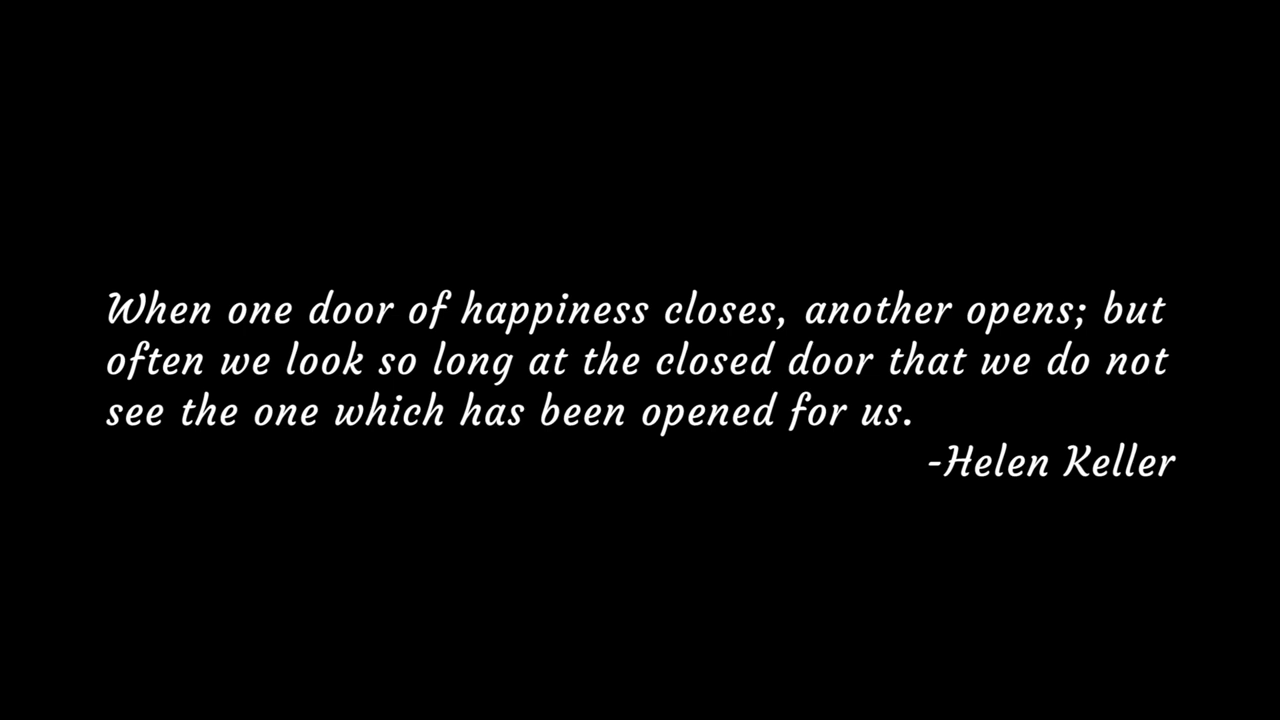 When one door of happiness closes, another opens; but
often we look so long at the closed door that we do not
see the one which has been opened for us.
-Helen Keller